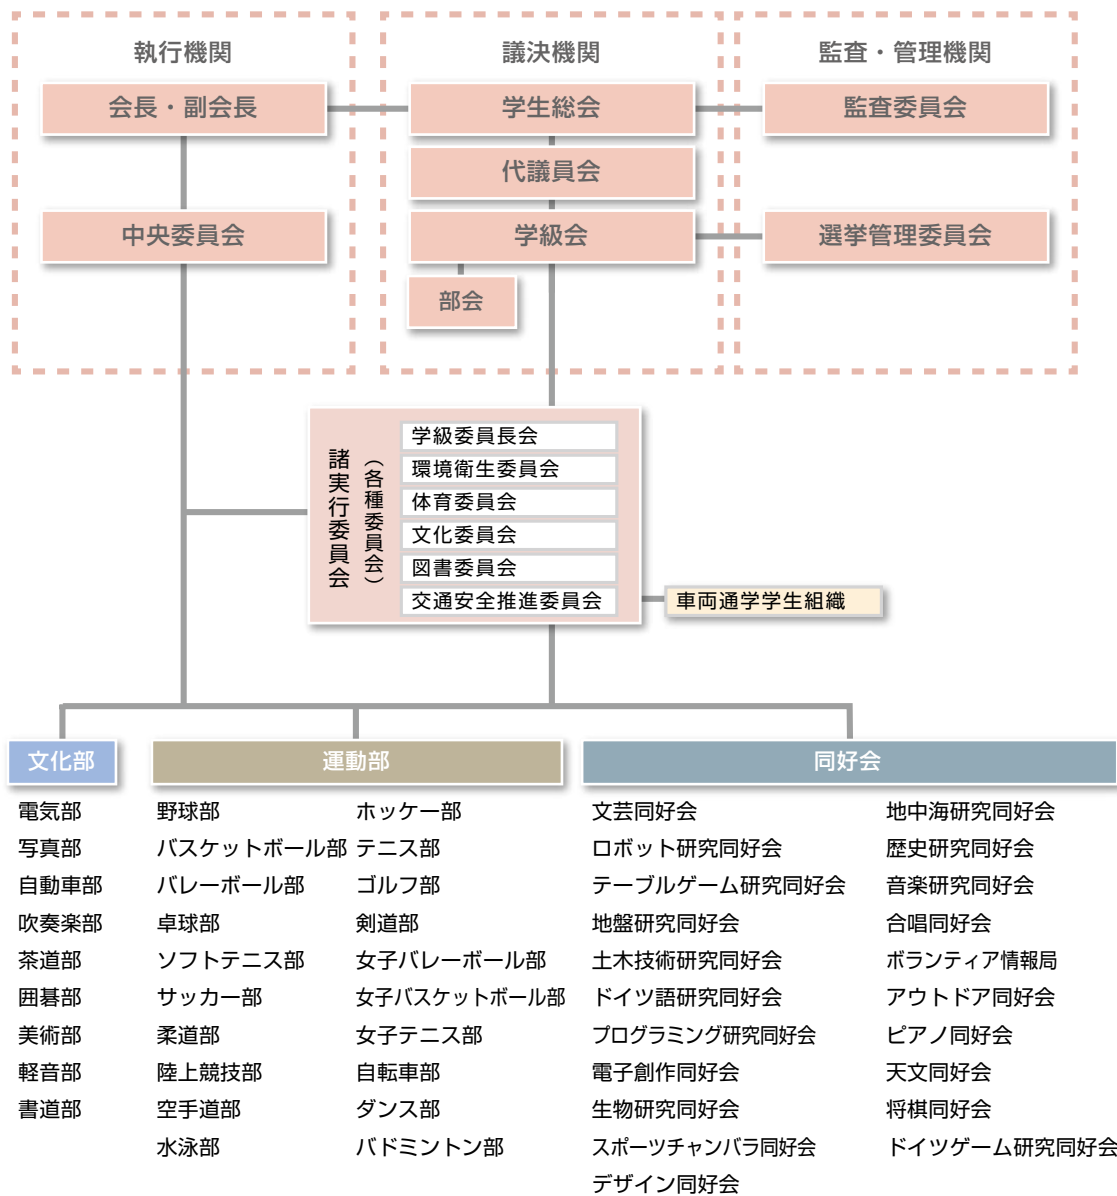 執行機関
議決機関
監査・管理機関
会長・副会長
学生総会
監査委員会
代議員会
中央委員会
学級会
選挙管理委員会
部会
諸実行委員会
（各種委員会）
学級委員長会
環境衛生委員会
体育委員会
文化委員会
図書委員会
交通安全推進委員会
車両通学学生組織
文化部
電気部
写真部
自動車部
吹奏楽部
茶道部
囲碁部
美術部
軽音部
書道部
運動部
野球部
バスケットボール部
バレーボール部
卓球部
ソフトテニス部
サッカー部
柔道部
陸上競技部
空手道部
水泳部
ホッケー部
テニス部
ゴルフ部
剣道部
女子バレーボール部
女子バスケットボール部
女子テニス部
自転車部
ダンス部
バドミントン部
同好会
文芸同好会
ロボット研究同好会
テーブルゲーム研究同好会
地盤研究同好会
土木技術研究同好会
ドイツ語研究同好会
プログラミング研究同好会
電子創作同好会
生物研究同好会
スポーツチャンバラ同好会
デザイン同好会
地中海研究同好会
歴史研究同好会
音楽研究同好会
合唱同好会
ボランティア情報局
アウトドア同好会
ピアノ同好会
天文同好会
将棋同好会
ドイツゲーム研究同好会